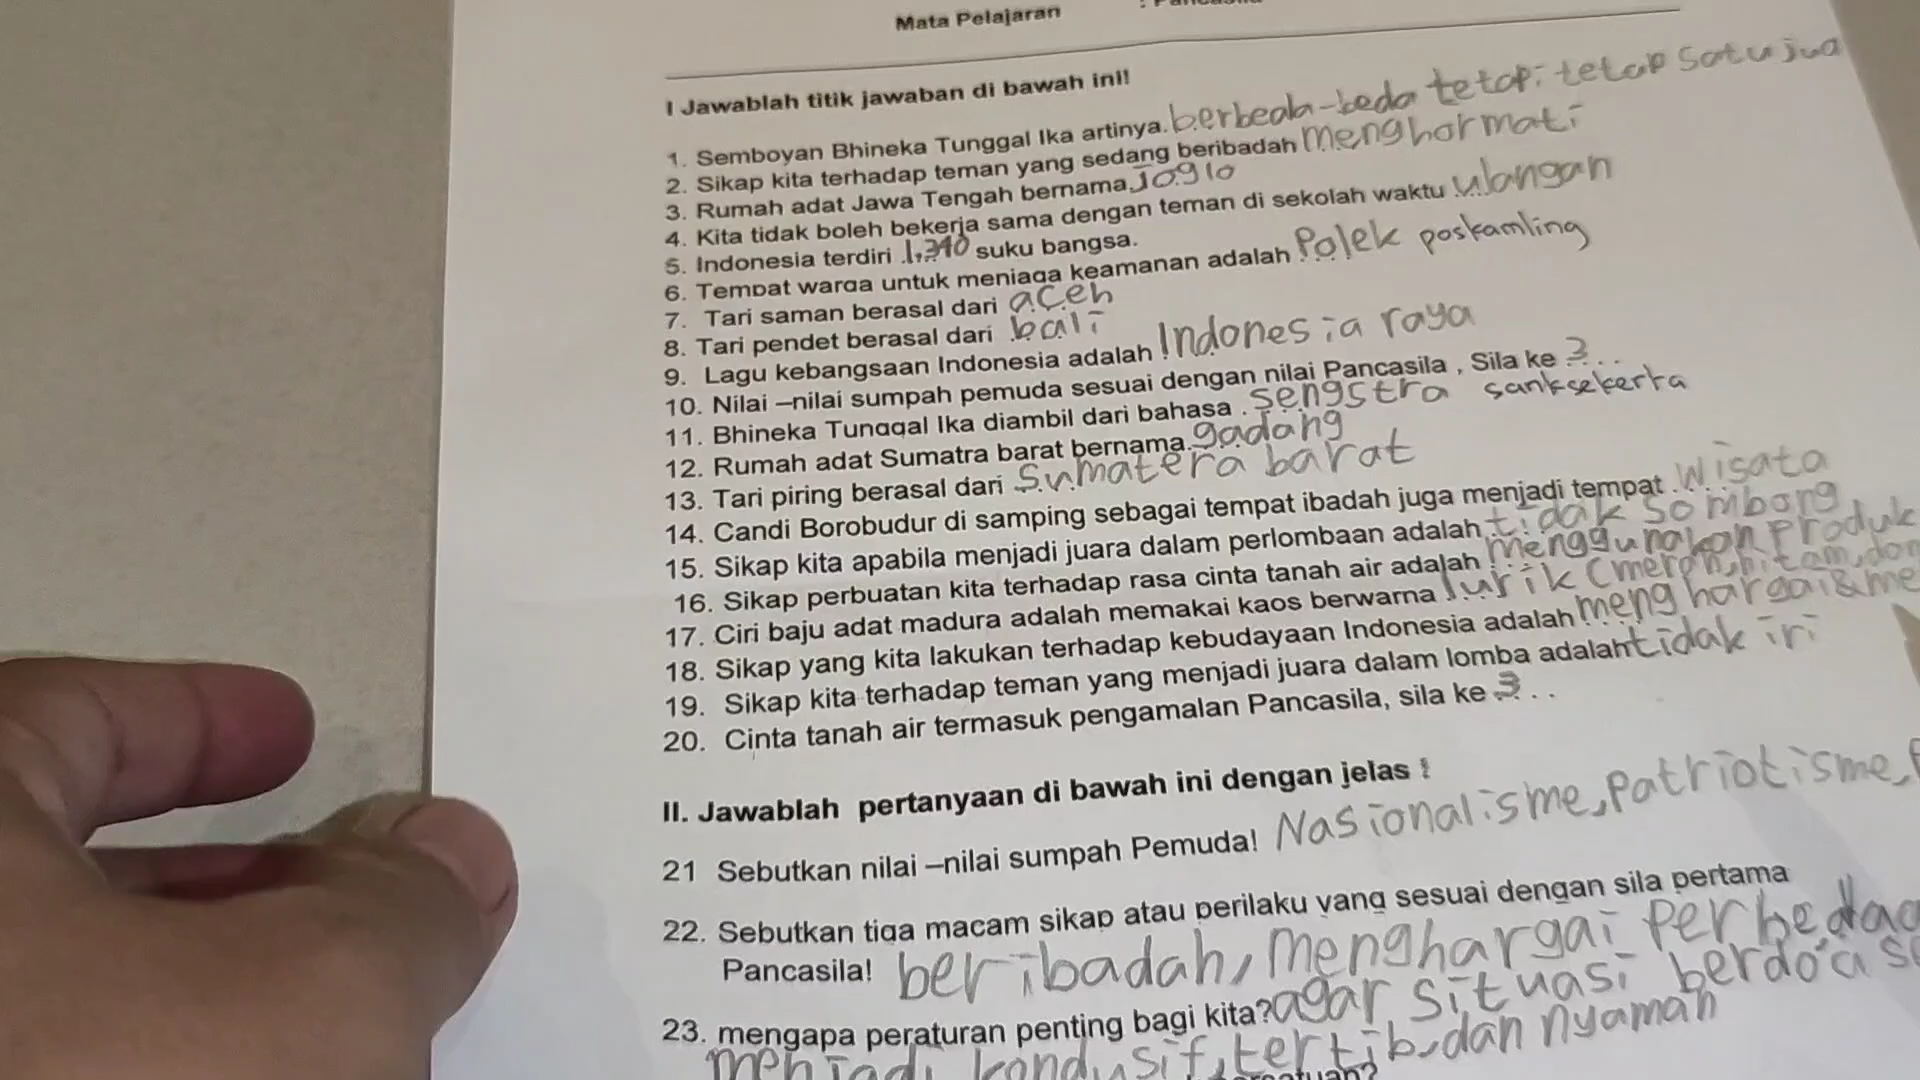 Mata Pelajaran : Pancasila
I Jawablah titik jawaban di bawah ini!
1. Semboyan Bhineka Tunggal Ika artinya. berbeda-beda tetapi tetap satu jua
2. Sikap kita terhadap teman yang sedang beribadah menghormati
3. Rumah adat Jawa Tengah bernama Joglo
4. Kita tidak boleh bekerja sama dengan teman di sekolah waktu ulangan
5. Indonesia terdiri 1.340 suku bangsa.
6. Tempat warga untuk menjaga keamanan adalah Polek poskamling
7. Tari saman berasal dari aceh
8. Tari pendet berasal dari bali
9. Lagu kebangsaan Indonesia adalah Indonesia raya
10. Nilai –nilai sumpah pemuda sesuai dengan nilai Pancasila , Sila ke 3...
11. Bhineka Tunggal Ika diambil dari bahasa . sengstra sanksekerta
12. Rumah adat Sumatra barat bernama. gadang
13. Tari piring berasal dari Sumatera barat
14. Candi Borobudur di samping sebagai tempat ibadah juga menjadi tempat wisata
15. Sikap kita apabila menjadi juara dalam perlombaan adalah tidak sombong
16. Sikap perbuatan kita terhadap rasa cinta tanah air adalah menggunakan Produk
17. Ciri baju adat madura adalah memakai kaos berwarna lurik (merah, hitam, dan
18. Sikap yang kita lakukan terhadap kebudayaan Indonesia adalah menghargai & me
19. Sikap kita terhadap teman yang menjadi juara dalam lomba adalah tidak iri
20. Cinta tanah air termasuk pengamalan Pancasila, sila ke 3...
II. Jawablah pertanyaan di bawah ini dengan jelas !
21 Sebutkan nilai –nilai sumpah Pemuda! Nasionalisme, Patriotisme,
22. Sebutkan tiga macam sikap atau perilaku yang sesuai dengan sila pertama
Pancasila! beribadah, menghargai perbedaa
berdo'a se
23. mengapa peraturan penting bagi kita? agar situasi
menjadi kondusif, tertib, dan nyaman